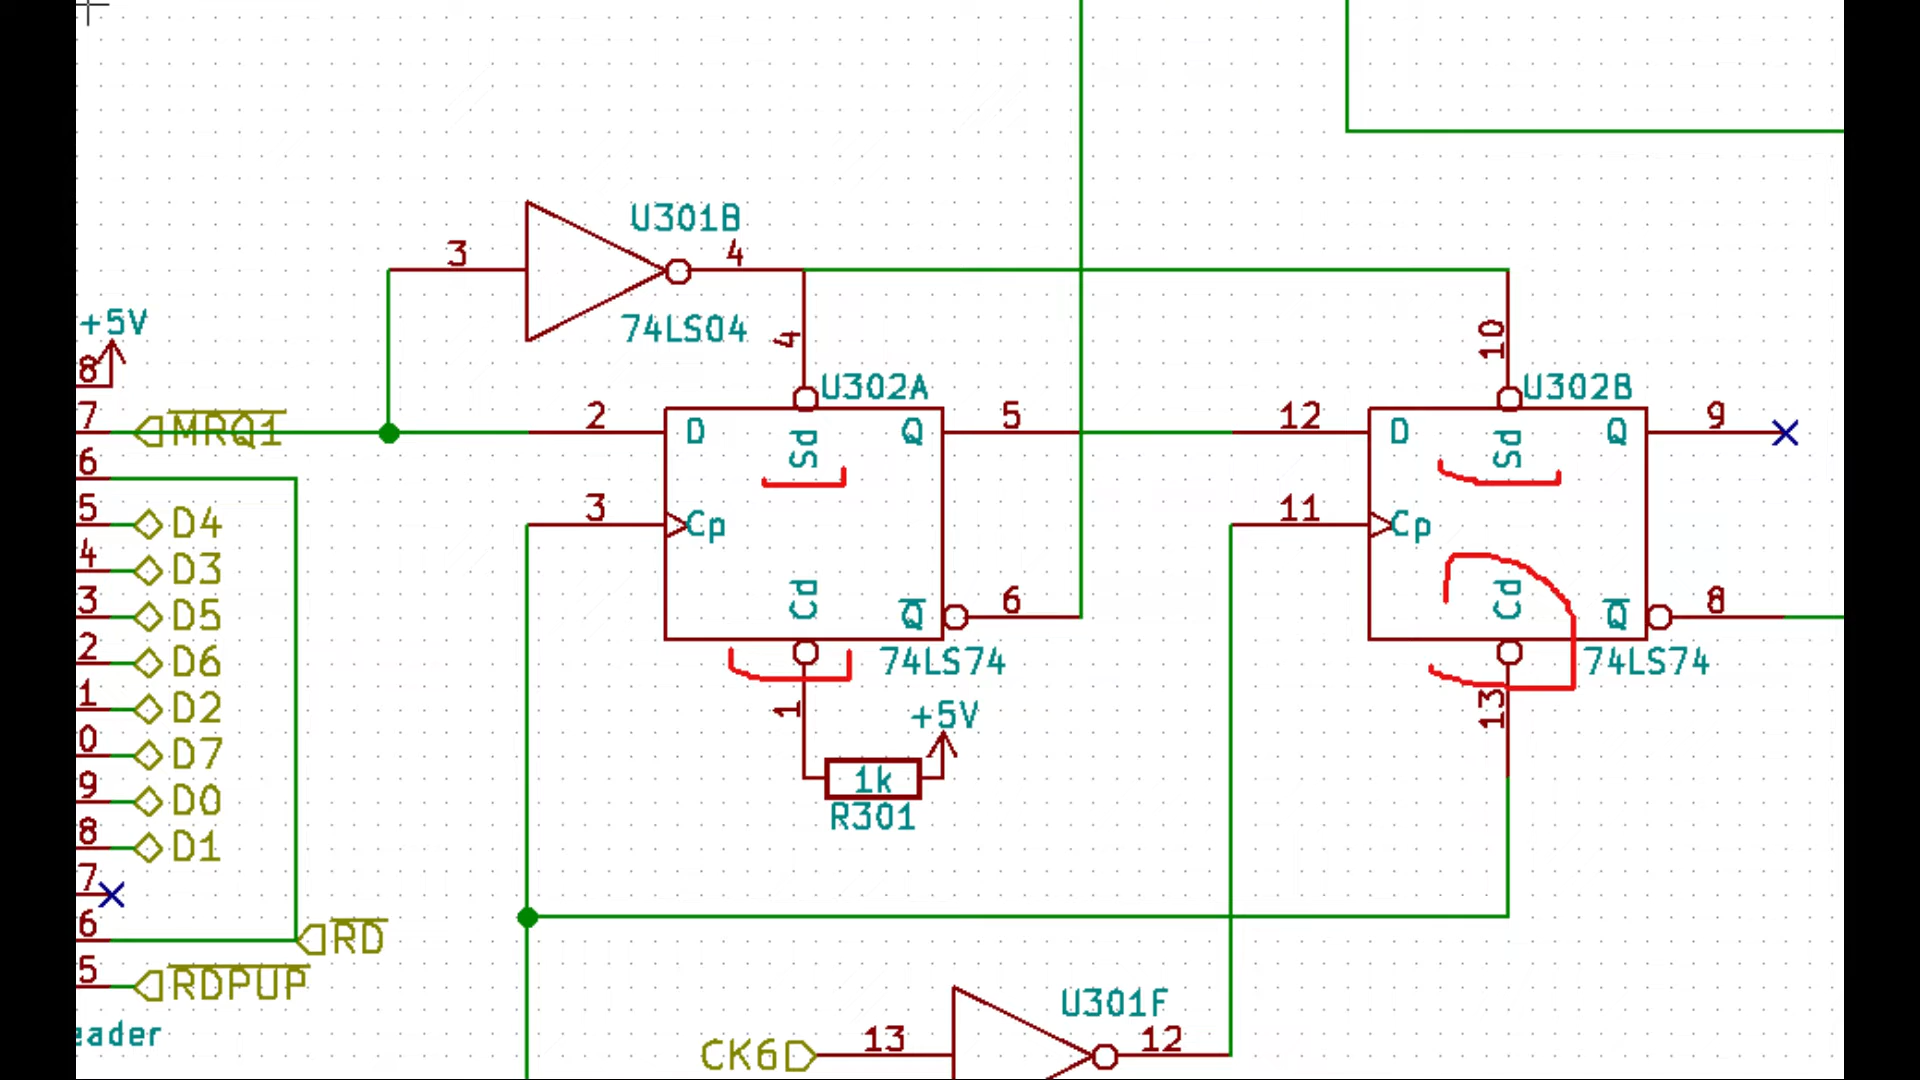 U301B
3
4
74LS04
+5V
8
4
10
U302A
U302B
7
MRQ1
2
D
Sd
Q
5
12
D
Sd
Q
9
6
5
D4
3
Cp
11
Cp
4
D3
3
D5
Cd
Q
6
Cd
Q
8
2
D6
74LS74
74LS74
1
D2
1
+5V
13
0
D7
1k
9
D0
R301
8
D1
7
6
RD
5
RDPUP
U301F
eader
CK6
13
12